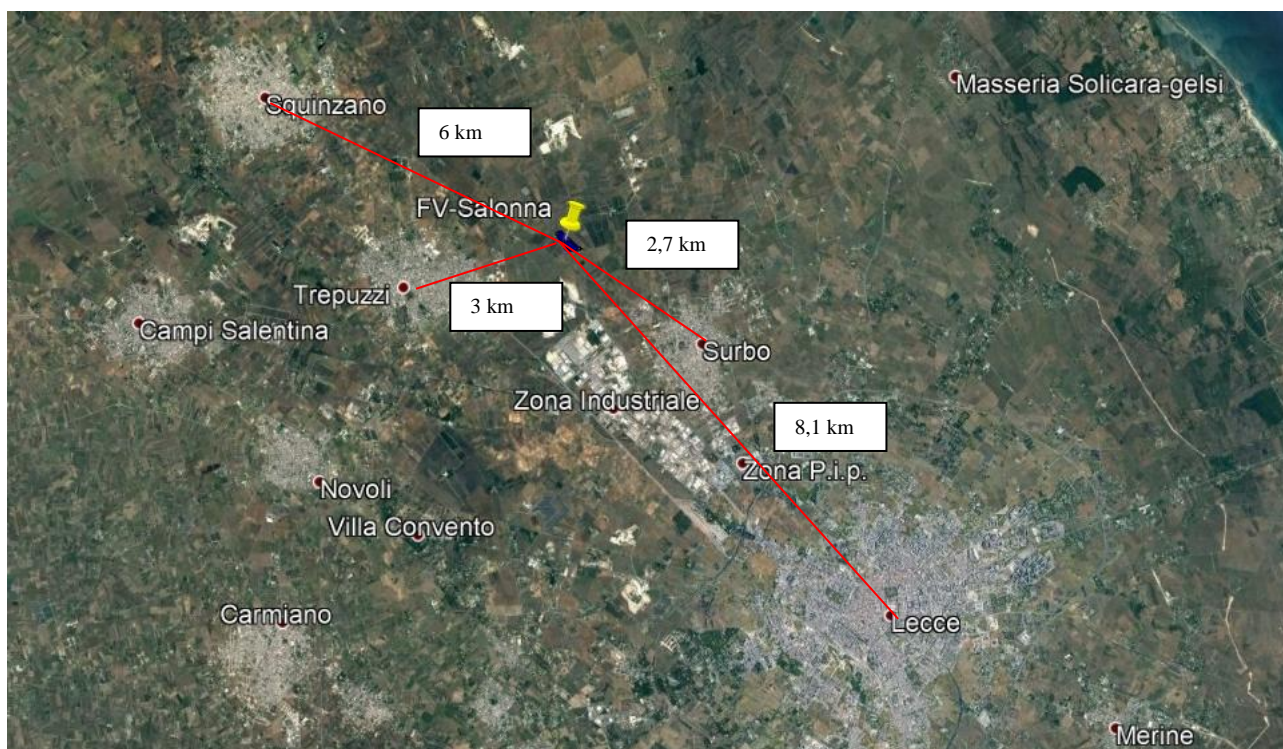 Masseria Solicara-gelsi
Squinzano
6 km
FV-Salonna
2,7 km
Trepuzzi
3 km
Campi Salentina
Surbo
Zona Industriale
8,1 km
Zona P.i.p.
Novoli
Villa Convento
Carmiano
Lecce
Merine